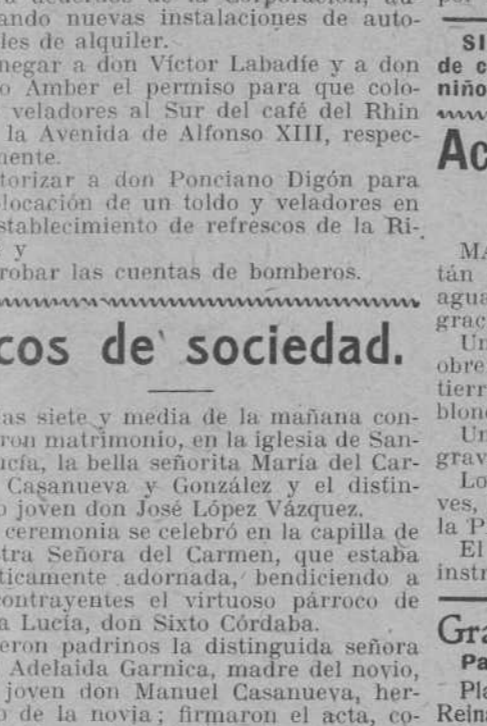 ando nuevas instalaciones de auto-
les de alquiler.
negar a don Víctor Labadíe y a don
o Amber el permiso para que colo-
veladores al Sur del café del Rhin
la Avenida de Alfonso XIII, respec-
mente.
torizar a don Ponciano Digón para
locación de un toldo y veladores en
stablecimiento de refrescos de la Ri-
y
robar las cuentas de bomberos.
cos de sociedad.
as siete y media de la mañana con-
eron matrimonio, en la iglesia de San-
ucía, la bella señorita María del Car-
Casanueva y González y el distin-
o joven don José López Vázquez.
ceremonia se celebró en la capilla de
tra Señora del Carmen, que estaba
ticamente adornada, bendiciendo a
contrayentes el virtuoso párroco de
a Lucía, don Sixto Córdoba.
eron padrinos la distinguida señora
Adelaida Garnica, madre del novio,
joven don Manuel Casanueva, her-
o de la novia; firmaron el acta, co-
SI
de c
niño
Ac
MA
tán
agua
grac
Un
obre
tierr
blon
Un
grav
Lo
ves,
la P
El
instr
Gra
Pa
Pla
Rein